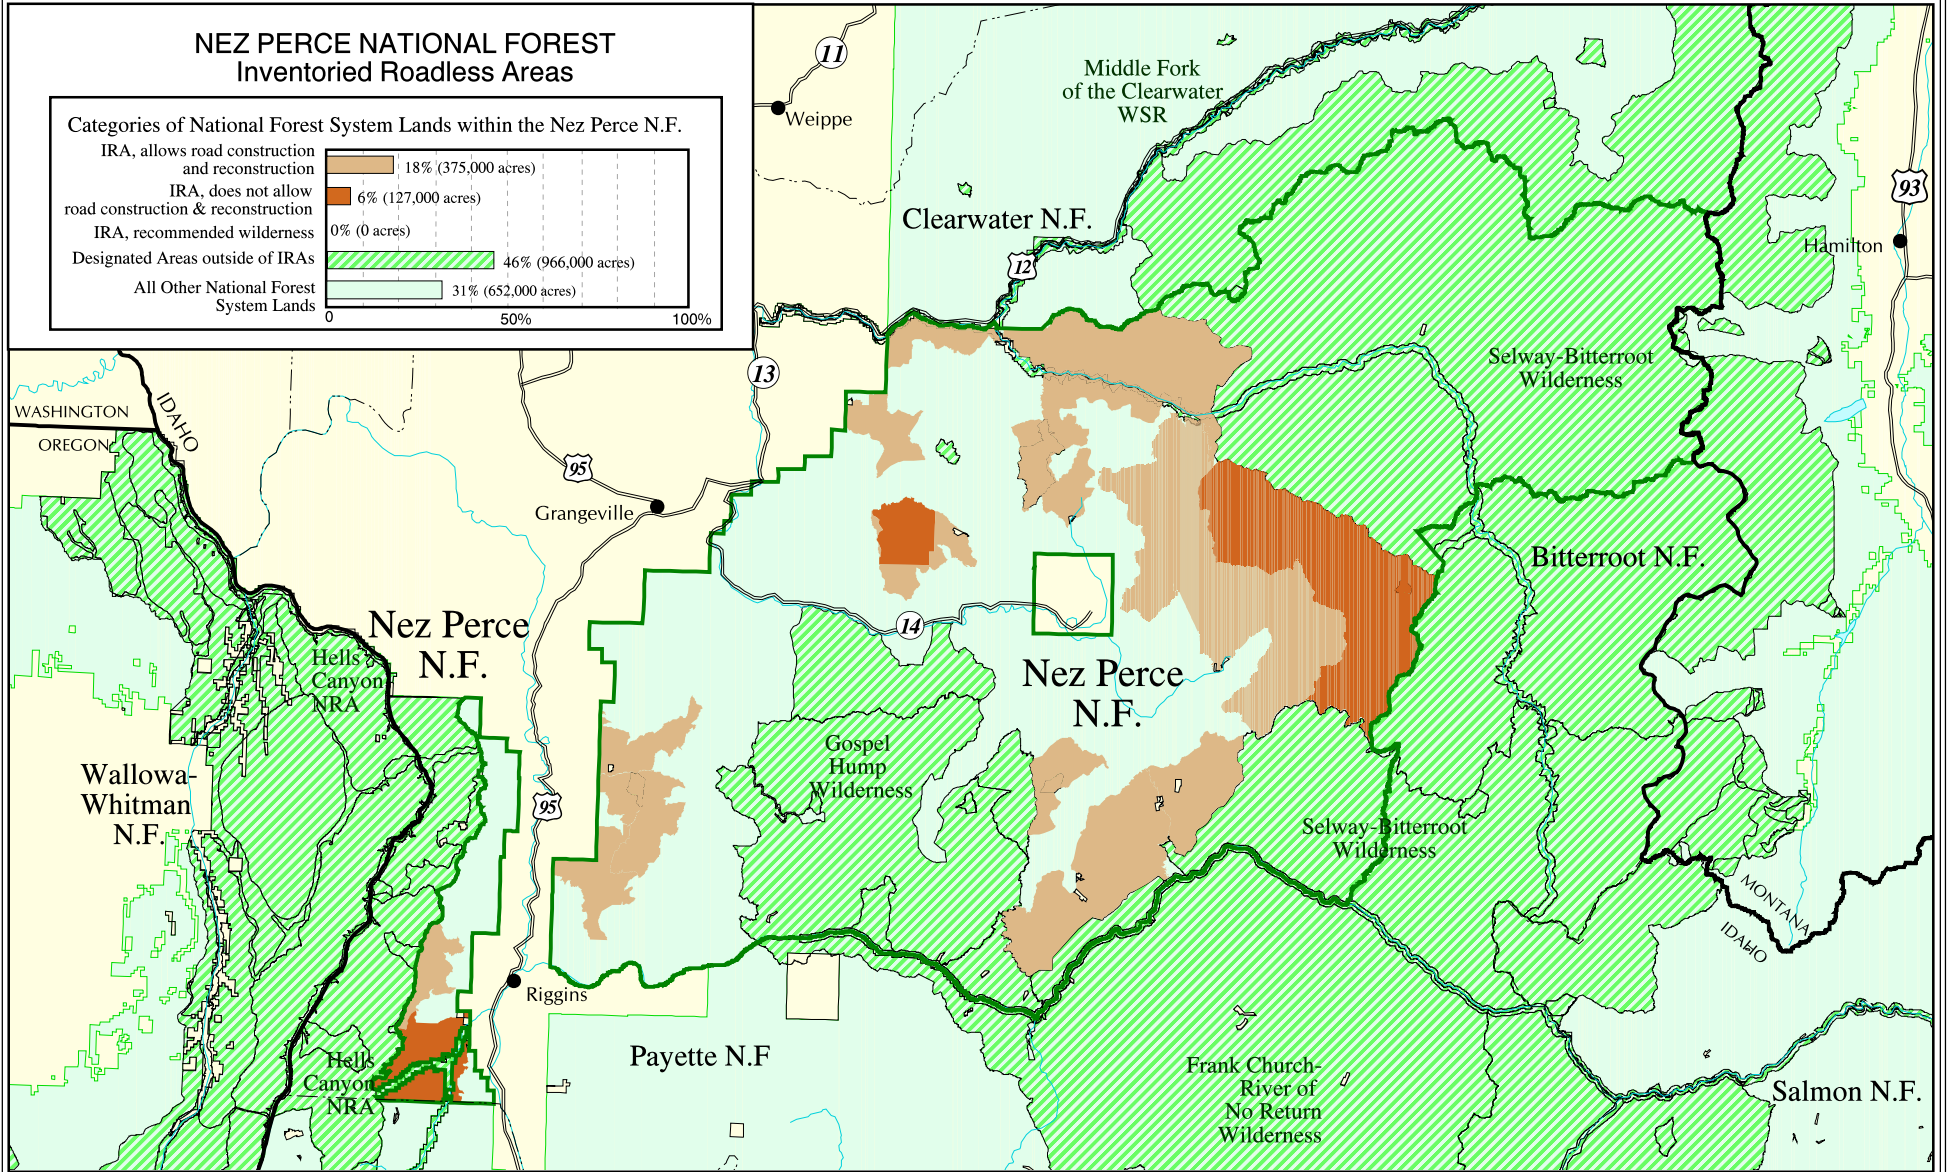 NEZ PERCE NATIONAL FOREST
Inventoried Roadless Areas
Categories of National Forest System Lands within the Nez Perce N.F.
IRA, allows road construction
and reconstruction
18% (375,000 acres)
IRA, does not allow
road construction & reconstruction
6% (127,000 acres)
IRA, recommended wilderness
0% (0 acres)
Designated Areas outside of IRAs
46% (966,000 acres)
All Other National Forest
System Lands
31% (652,000 acres)
0
50%
100%
11
Weippe
Middle Fork
of the Clearwater
WSR
93
Hamilton
Clearwater N.F.
12
13
Selway-Bitterroot
Wilderness
WASHINGTON
IDAHO
OREGON
95
Grangeville
Bitterroot N.F.
Nez Perce
N.F.
14
Hells
Canyon
NRA
Nez Perce
N.F.
Gospel
Hump
Wilderness
Wallowa-
Whitman
N.F.
95
Selway-Bitterroot
Wilderness
MONTANA
IDAHO
Riggins
Payette N.F
Hells
Canyon
NRA
Frank Church-
River of
No Return
Wilderness
Salmon N.F.